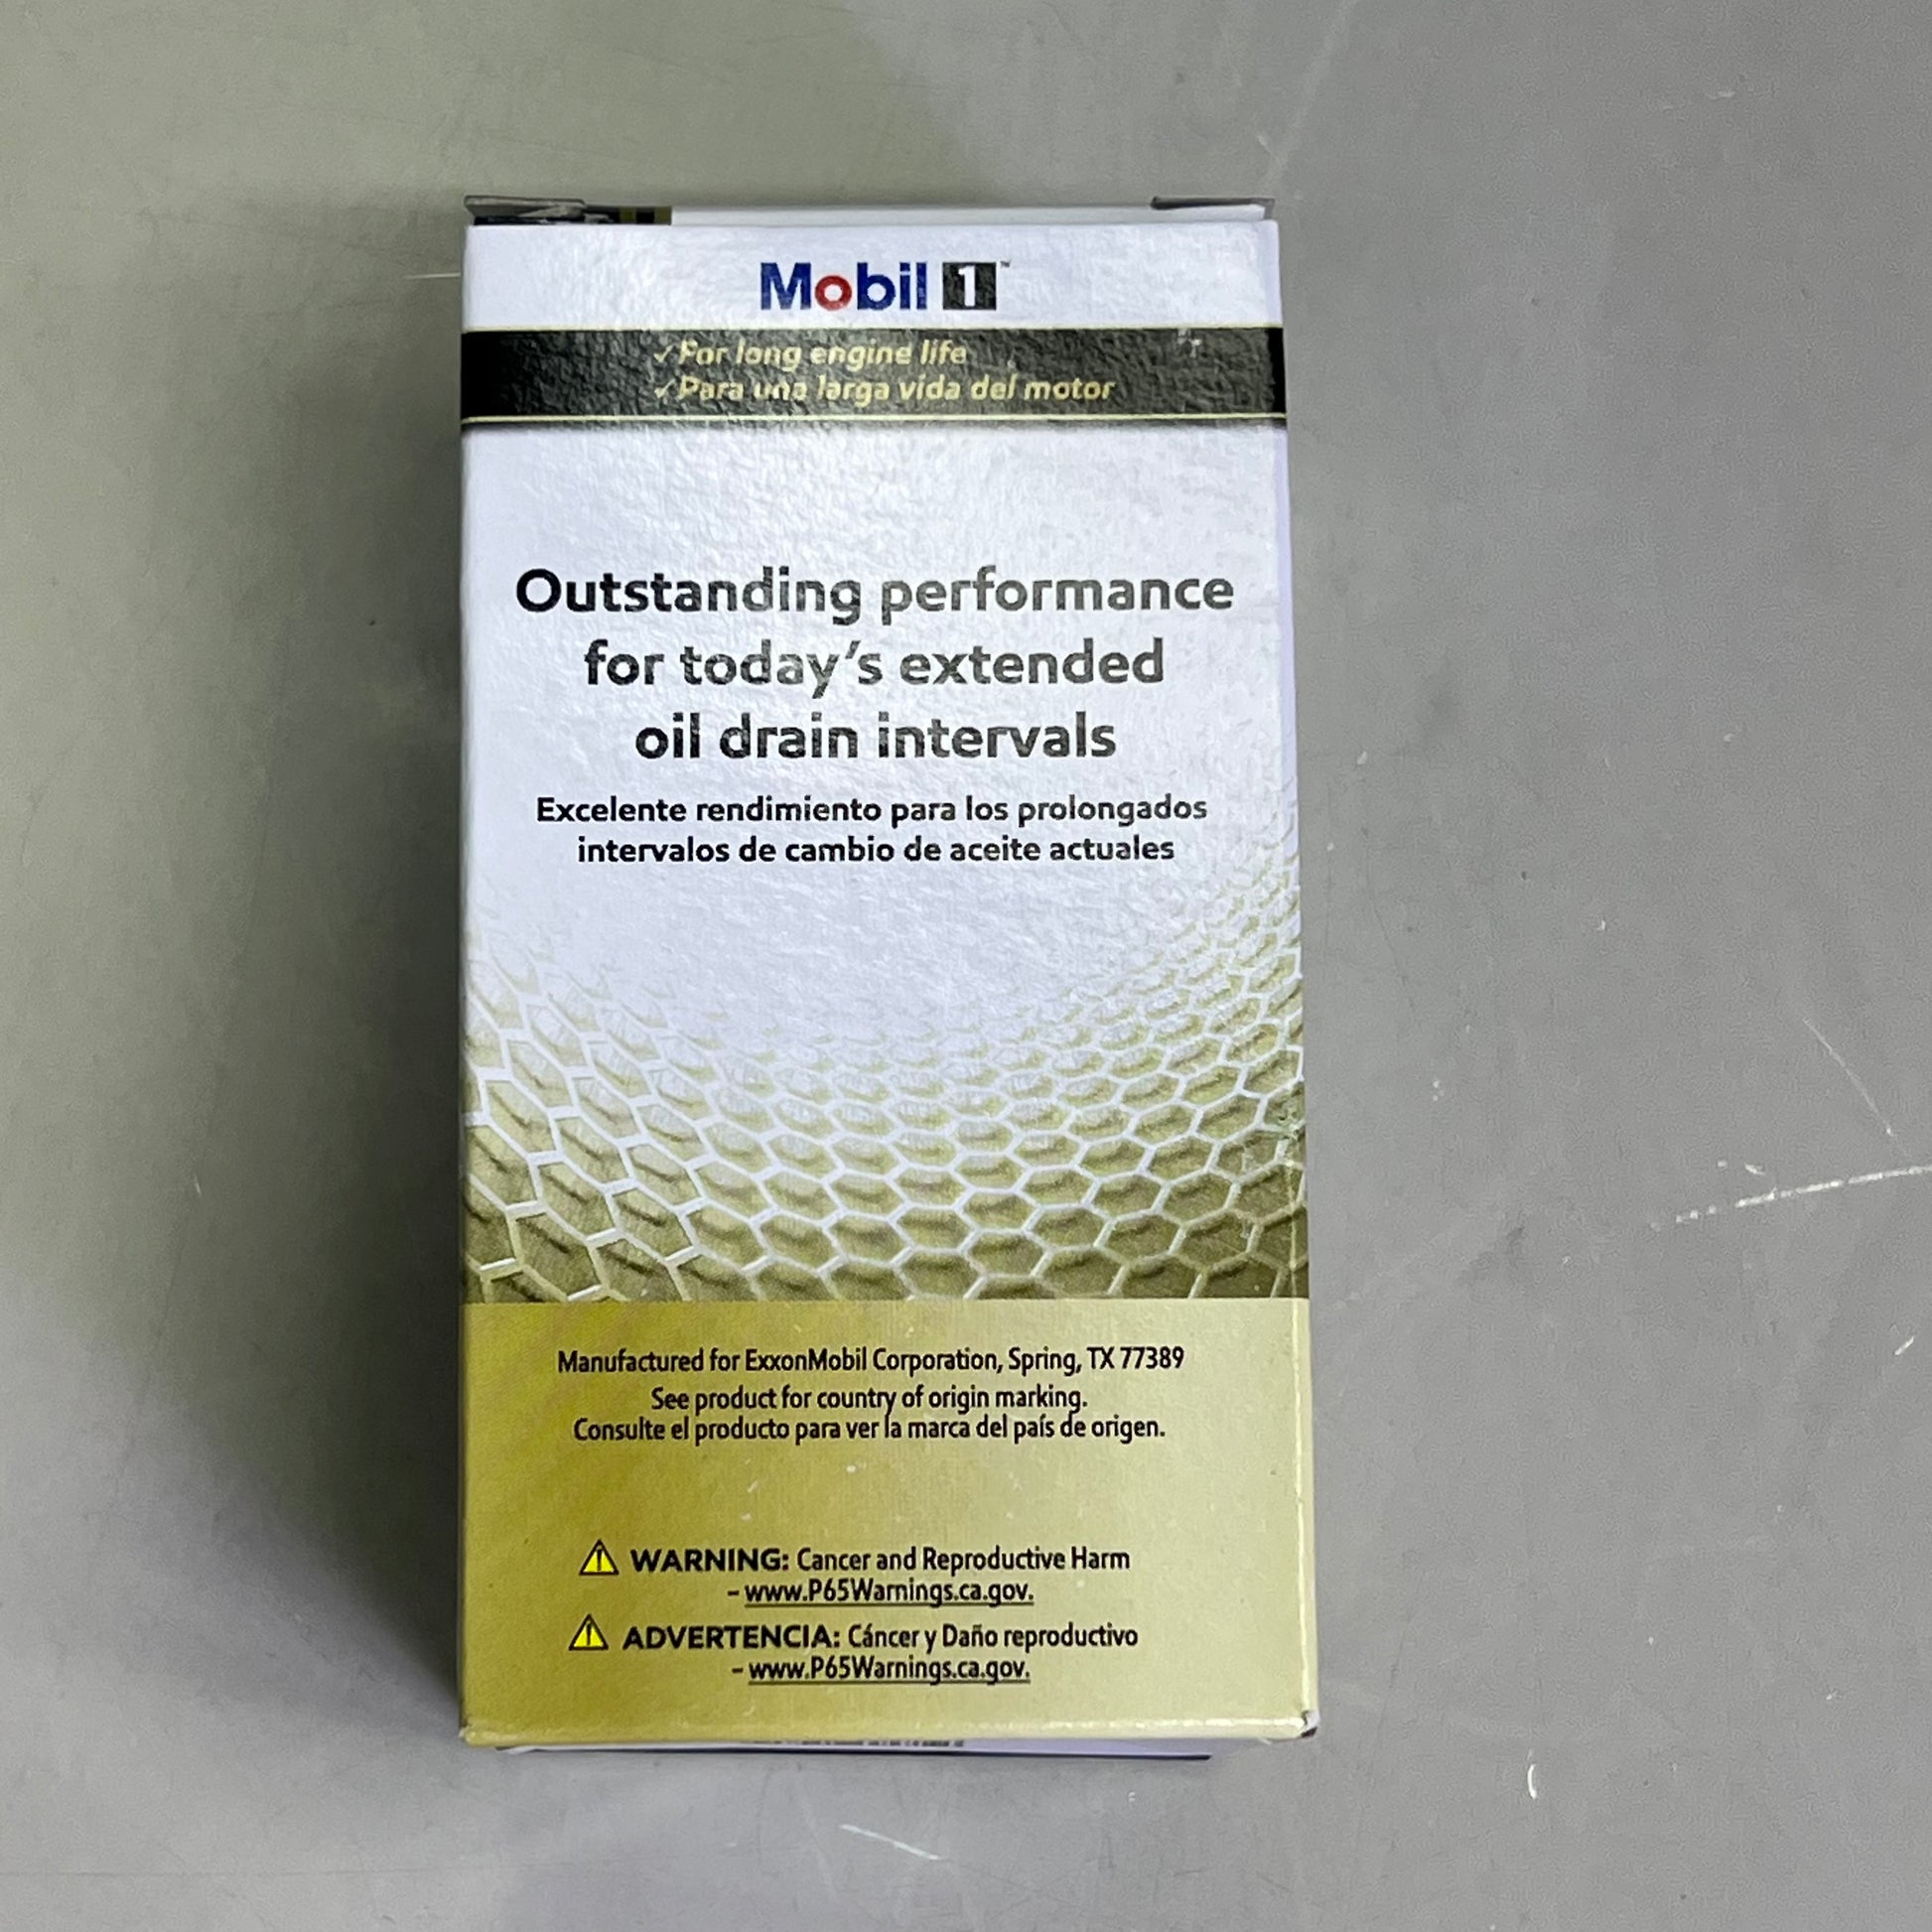 Mobil 1™
✓ For long engine life
✓ Para una larga vida del motor
Outstanding performance
for today's extended
oil drain intervals
Excelente rendimiento para los prolongados
intervalos de cambio de aceite actuales
Manufactured for ExxonMobil Corporation, Spring, TX 77389
See product for country of origin marking.
Consulte el producto para ver la marca del país de origen.
WARNING: Cancer and Reproductive Harm
– www.P65Warnings.ca.gov.
ADVERTENCIA: Cáncer y Daño reproductivo
– www.P65Warnings.ca.gov.